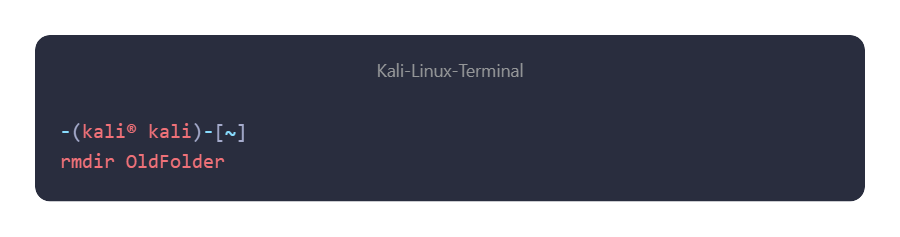 Kali-Linux-Terminal
-(kali® kali)-[~]
rmdir OldFolder